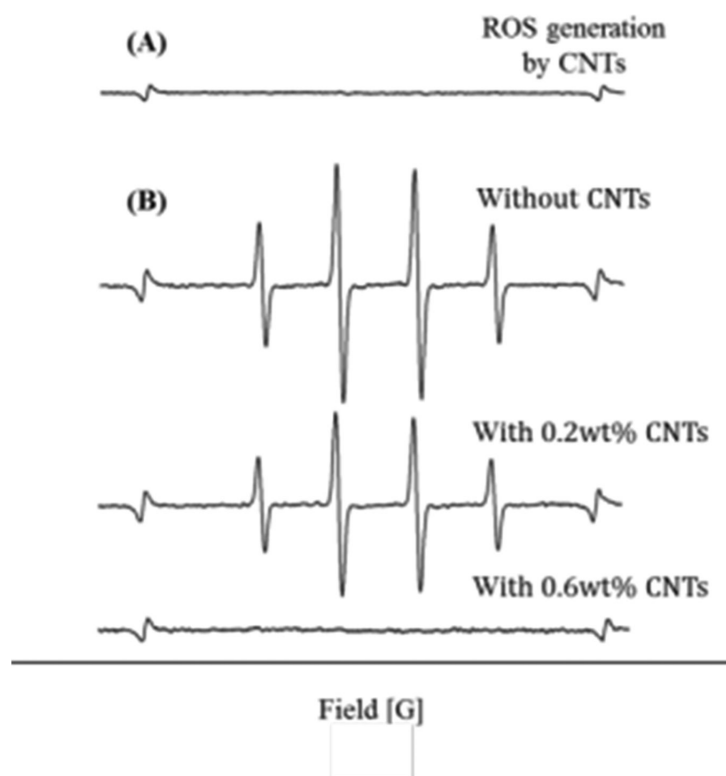 (A)
ROS generation
by CNTs
(B)
Without CNTs
With 0.2wt% CNTs
With 0.6wt% CNTs
Field [G]